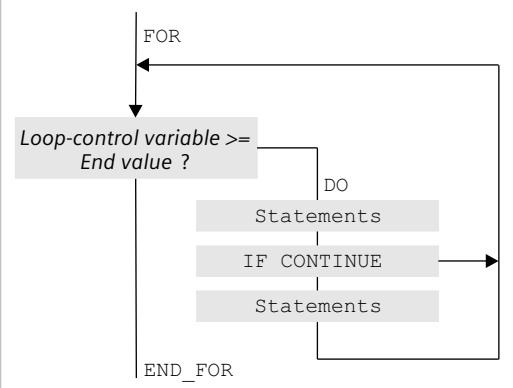 FOR
Loop-control variable >=
End value ?
DO
Statements
IF CONTINUE
Statements
END_FOR